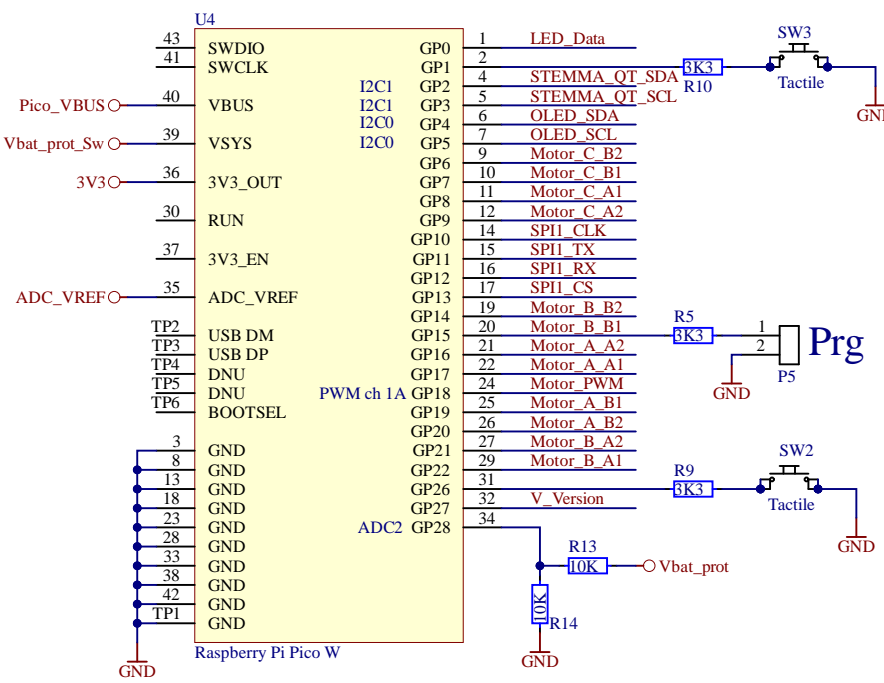 U4
43 SWDIO GP0 1 LED_Data SW3
41 SWCLK GP1 2 3K3 R10 Tactile GND
I2C1 GP2 4 STEMMA_QT_SDA
Pico_VBUS 40 VBUS I2C1 GP3 5 STEMMA_QT_SCL
I2C0 GP4 6 OLED_SDA
Vbat_prot_Sw 39 VSYS I2C0 GP5 7 OLED_SCL
GP6 9 Motor_C_B2
3V3 36 3V3_OUT GP7 10 Motor_C_B1
GP8 11 Motor_C_A1
30 RUN GP9 12 Motor_C_A2
GP10 14 SPI1_CLK
37 3V3_EN GP11 15 SPI1_TX
GP12 16 SPI1_RX
ADC_VREF 35 ADC_VREF GP13 17 SPI1_CS
GP14 19 Motor_B_B2 R5
TP2 USB DM GP15 20 Motor_B_B1 3K3 1 Prg
TP3 USB DP GP16 21 Motor_A_A2 2
TP4 DNU GP17 22 Motor_A_A1 P5
TP5 DNU PWM ch 1A GP18 24 Motor_PWM GND
TP6 BOOTSEL GP19 25 Motor_A_B1
GP20 26 Motor_A_B2
3 GND GP21 27 Motor_B_A2 SW2
8 GND GP22 29 Motor_B_A1 R9
13 GND GP26 31 3K3
18 GND GP27 32 V_Version Tactile
23 GND ADC2 GP28 34
28 GND R13 GND
33 GND 10K Vbat_prot
38 GND
42 GND 10K
TP1 GND R14
Raspberry Pi Pico W
GND GND